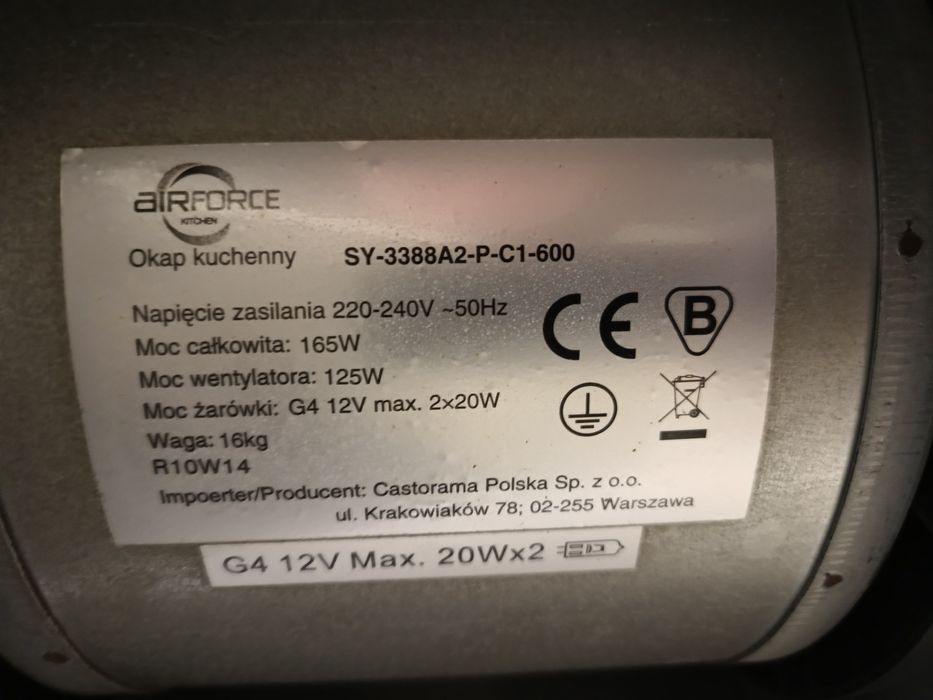 aIRFORCE
KITCHEN
Okap kuchenny SY-3388A2-P-C1-600
Napięcie zasilania 220-240V ~50Hz
Moc całkowita: 165W
Moc wentylatora: 125W
Moc żarówki: G4 12V max. 2x20W
Waga: 16kg
R10W14
Impoerter/Producent: Castorama Polska Sp. z o.o.
ul. Krakowiaków 78; 02-255 Warszawa
CE B
G4 12V Max. 20Wx2